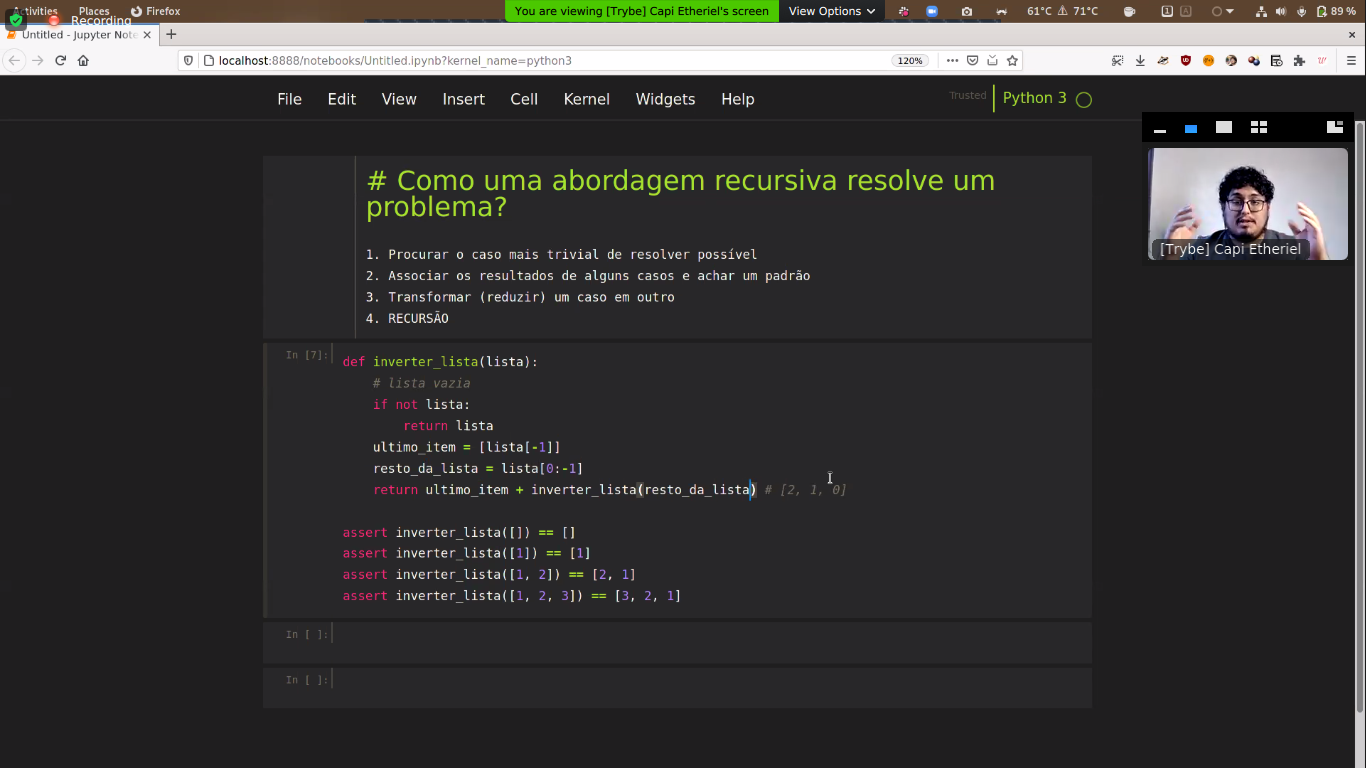 Activities Places Firefox
Recording
You are viewing [Trybe] Capi Etheriel's screen View Options
61°C ⚠ 71°C 1 A 89 %
Untitled - Jupyter Note
localhost:8888/notebooks/Untitled.ipynb?kernel_name=python3 120%
File Edit View Insert Cell Kernel Widgets Help Trusted Python 3
# Como uma abordagem recursiva resolve um
problema?
1. Procurar o caso mais trivial de resolver possível
2. Associar os resultados de alguns casos e achar um padrão
3. Transformar (reduzir) um caso em outro
4. RECURSÃO
[Trybe] Capi Etheriel
In [7]:
def inverter_lista(lista):
    # lista vazia
    if not lista:
        return lista
    ultimo_item = [lista[-1]]
    resto_da_lista = lista[0:-1]
    return ultimo_item + inverter_lista(resto_da_lista) # [2, 1, 0]
assert inverter_lista([]) == []
assert inverter_lista([1]) == [1]
assert inverter_lista([1, 2]) == [2, 1]
assert inverter_lista([1, 2, 3]) == [3, 2, 1]
In [ ]:
In [ ]: